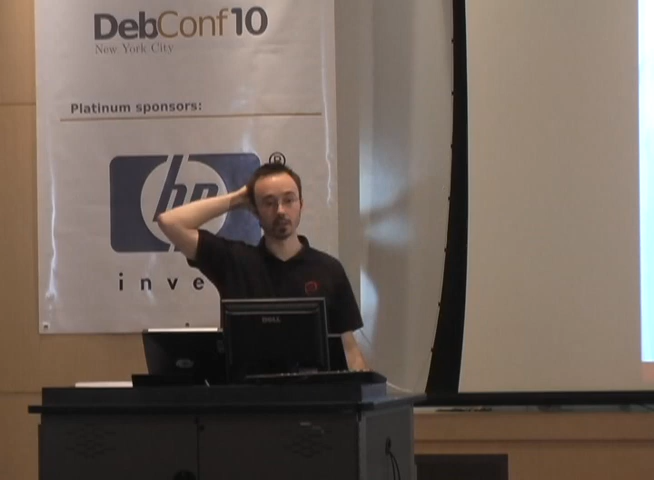 DebConf10
New York City
Platinum sponsors:
hp
®
inve
DELL